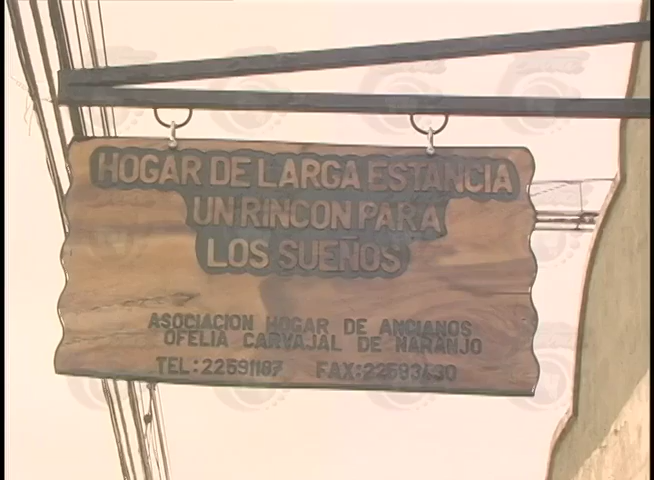 HOGAR DE LARGA ESTANCIA
UN RINCON PARA
LOS SUEÑOS
ASOCIACION HOGAR DE ANCIANOS
OFELIA CARVAJAL DE NARANJO
TEL:22591187 FAX: